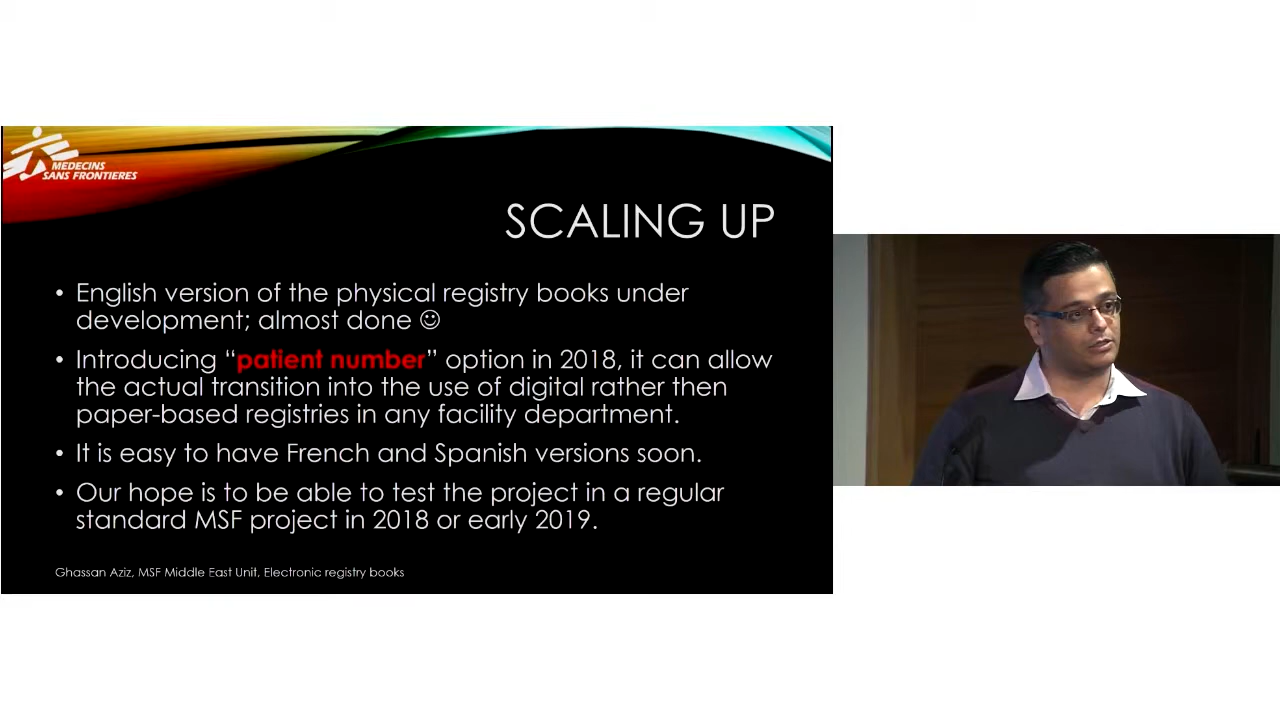 MEDECINS
SANS FRONTIERES
SCALING UP
• English version of the physical registry books under
development; almost done ☺
• Introducing “patient number” option in 2018, it can allow
the actual transition into the use of digital rather then
paper-based registries in any facility department.
• It is easy to have French and Spanish versions soon.
• Our hope is to be able to test the project in a regular
standard MSF project in 2018 or early 2019.
Ghassan Aziz, MSF Middle East Unit, Electronic registry books